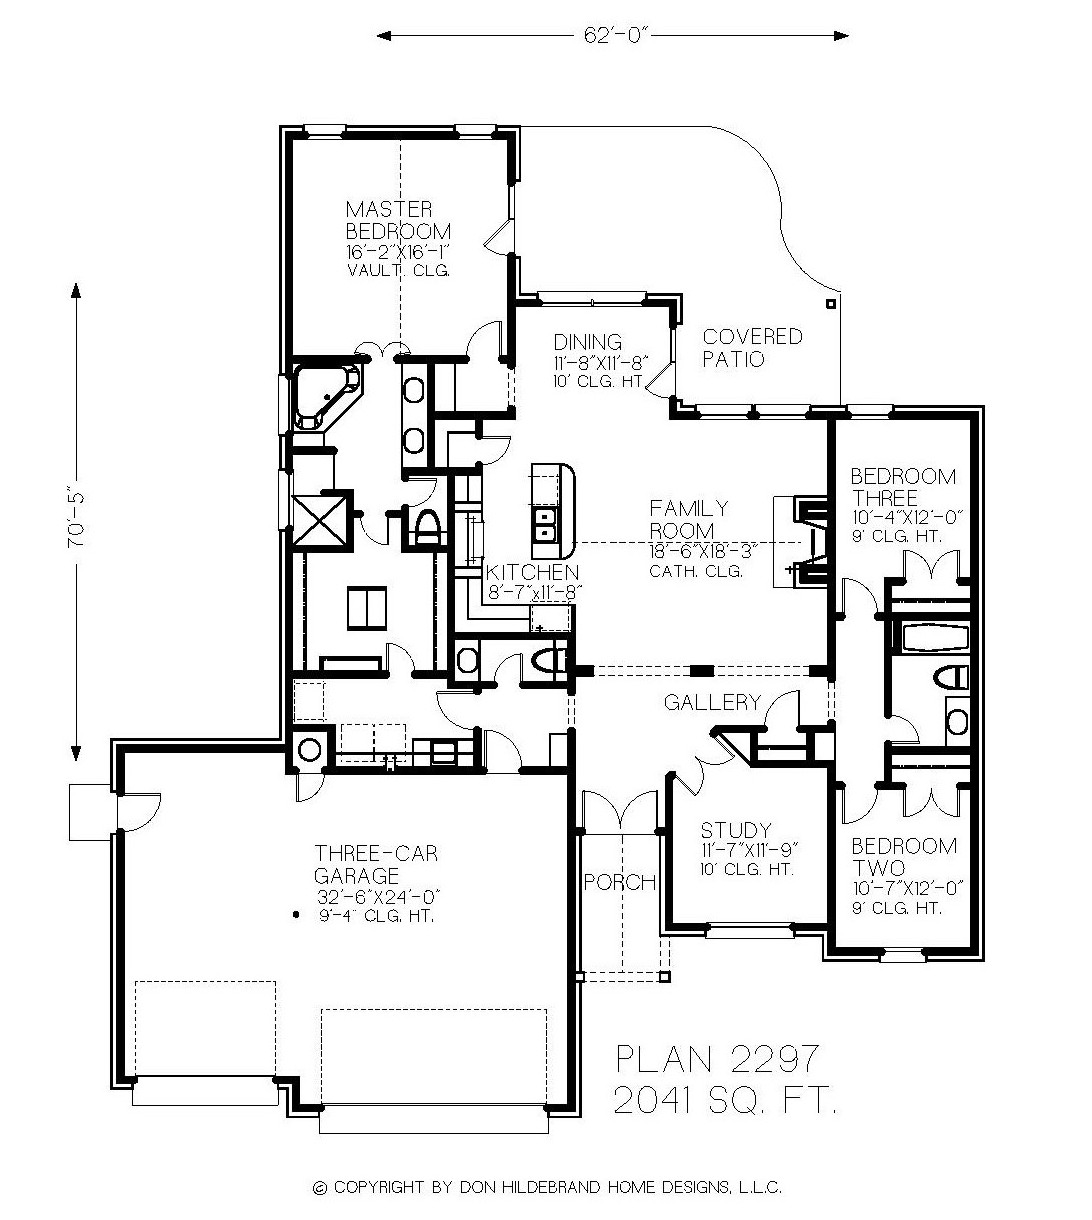 62'-0"
MASTER
BEDROOM
16'-2"X16'-1"
VAULT. CLG.
DINING
11'-8"X11'-8"
10' CLG. HT.
COVERED
PATIO
70'-5"
BEDROOM
THREE
10'-4"X12'-0"
9' CLG. HT.
FAMILY
ROOM
18'-6"X18'-3"
CATH. CLG.
KITCHEN
8'-7"x11'-8"
GALLERY
STUDY
11'-7"X11'-9"
10' CLG. HT.
BEDROOM
TWO
10'-7"X12'-0"
9' CLG. HT.
THREE-CAR
GARAGE
32'-6"X24'-0"
9'-4" CLG. HT.
PORCH
PLAN 2297
2041 SQ. FT.
© COPYRIGHT BY DON HILDEBRAND HOME DESIGNS, L.L.C.